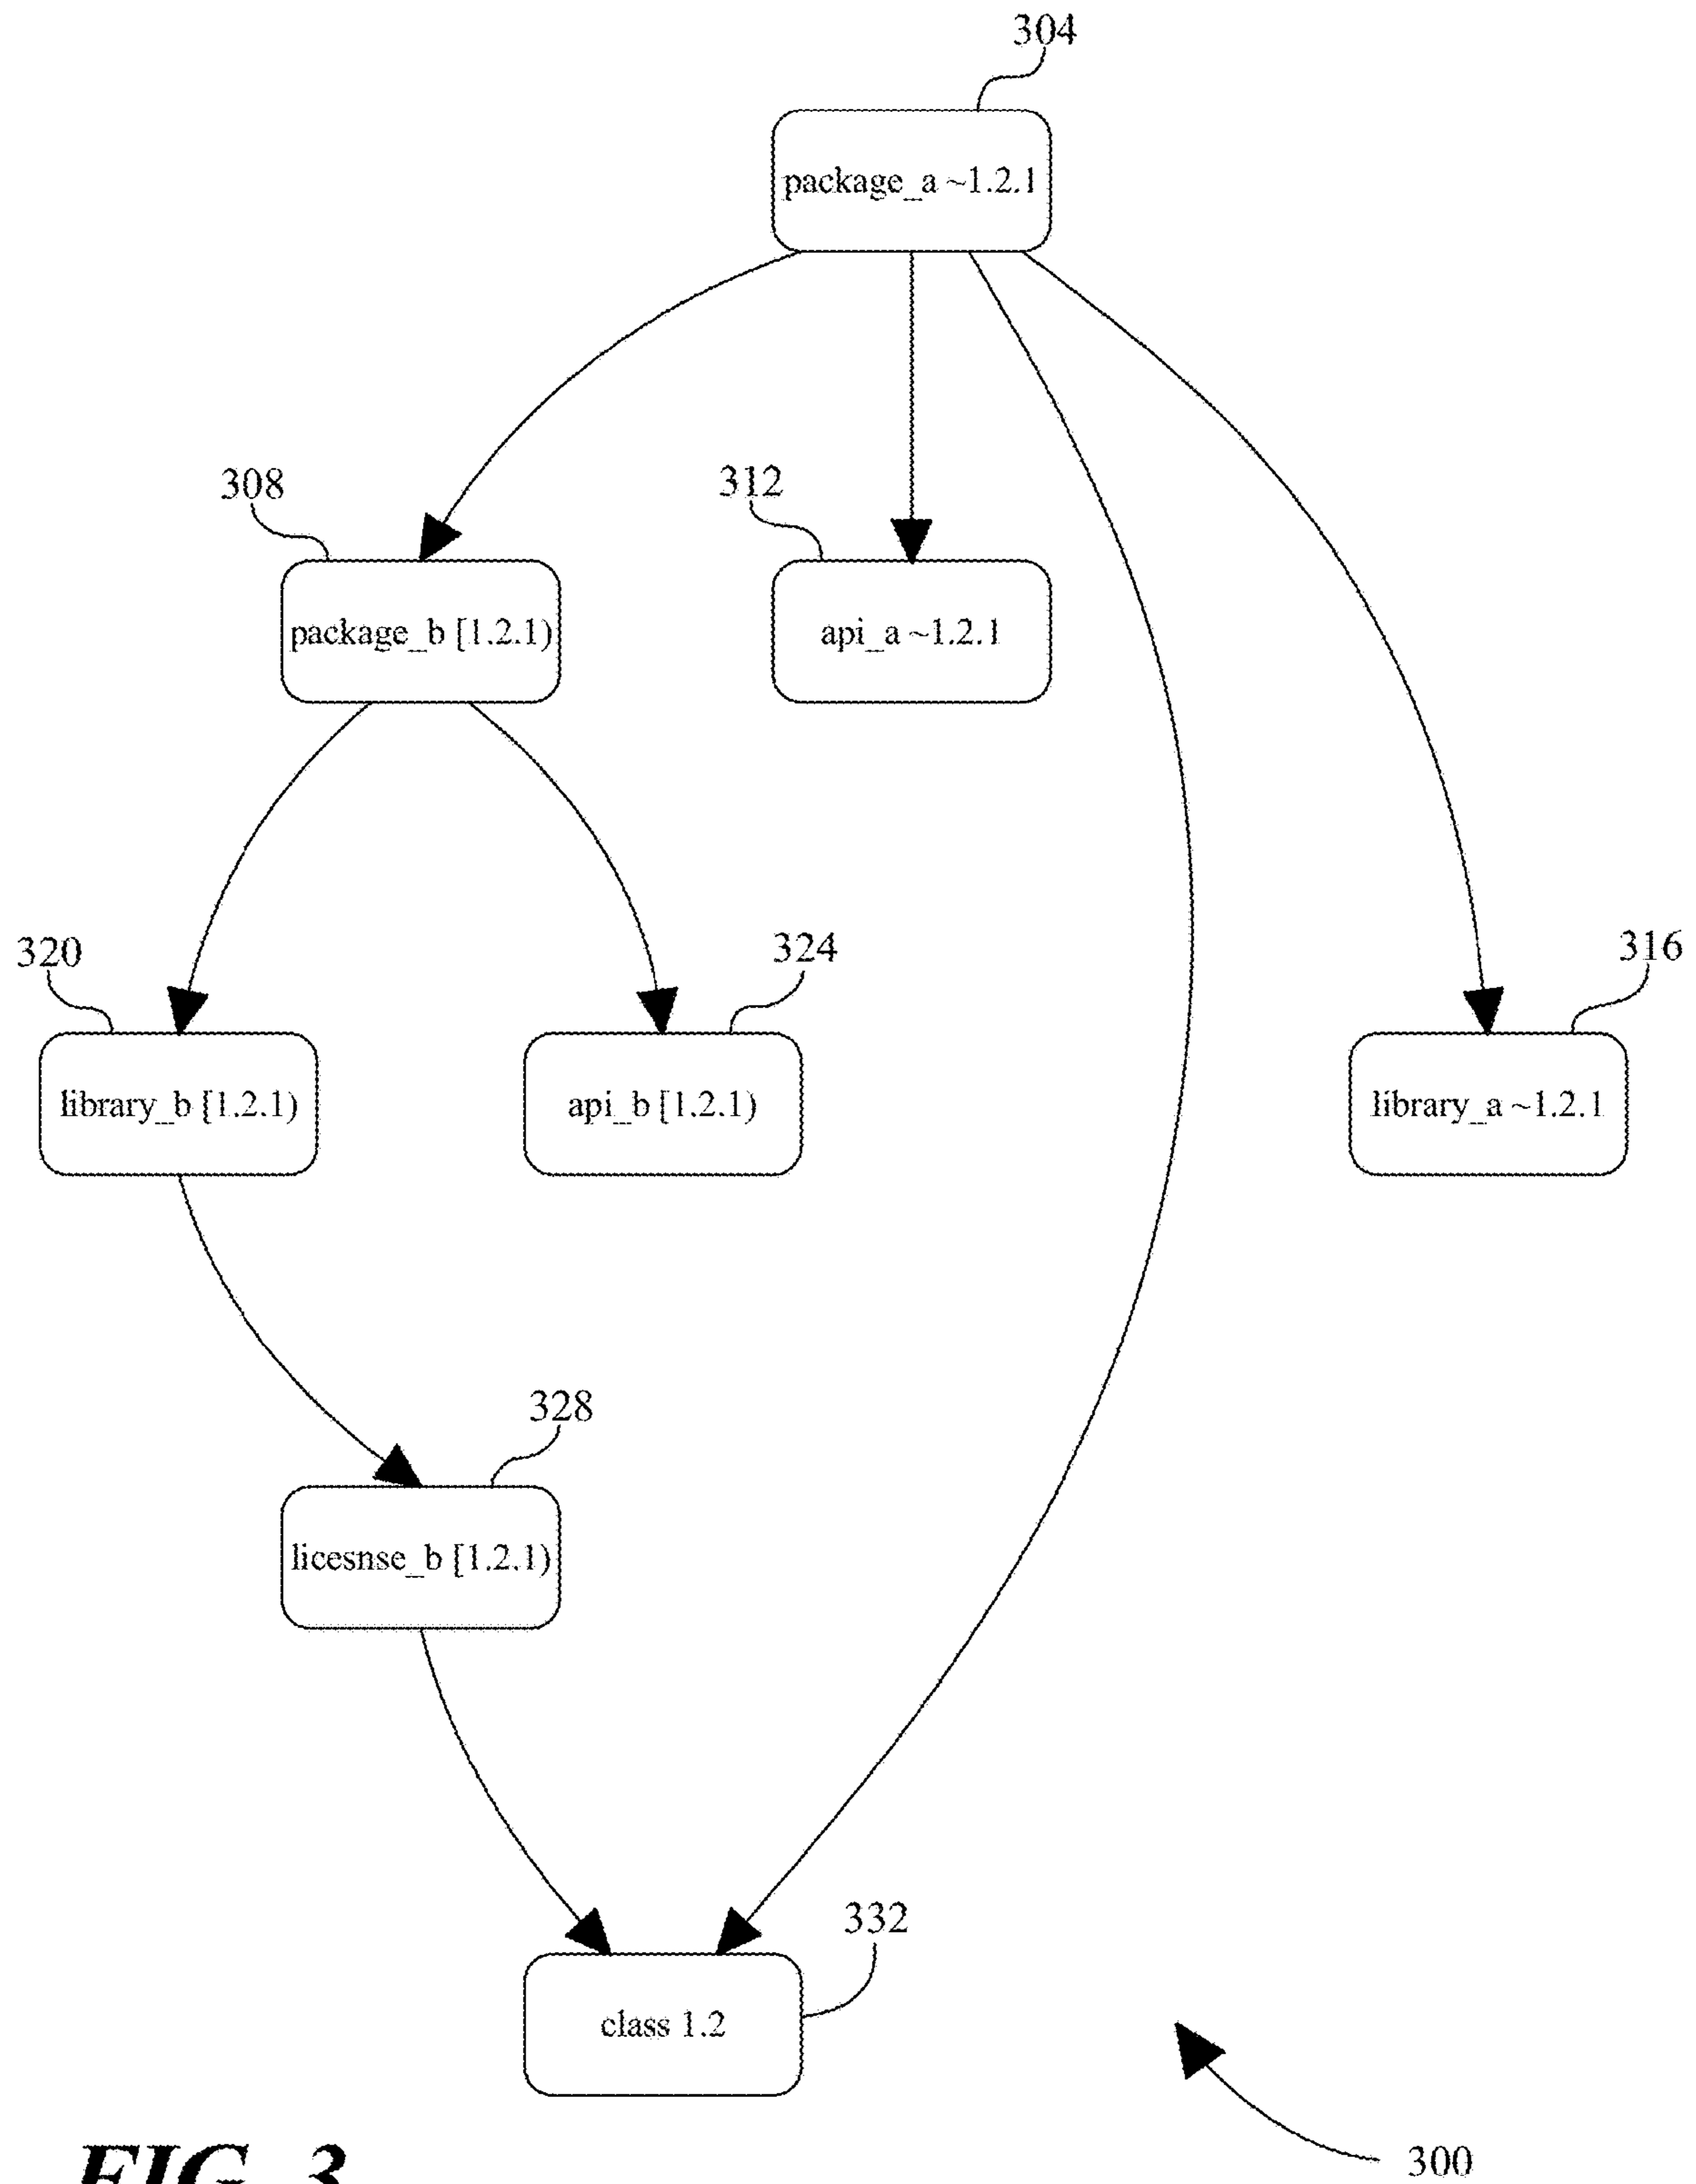 304
package_a ~1.2.1
308
312
package_b [1.2.1)
api_a ~1.2.1
320
324
316
library_b [1.2.1)
api_b [1.2.1)
library_a ~1.2.1
328
licesnse_b [1.2.1)
332
class 1.2
300
FIG. 3